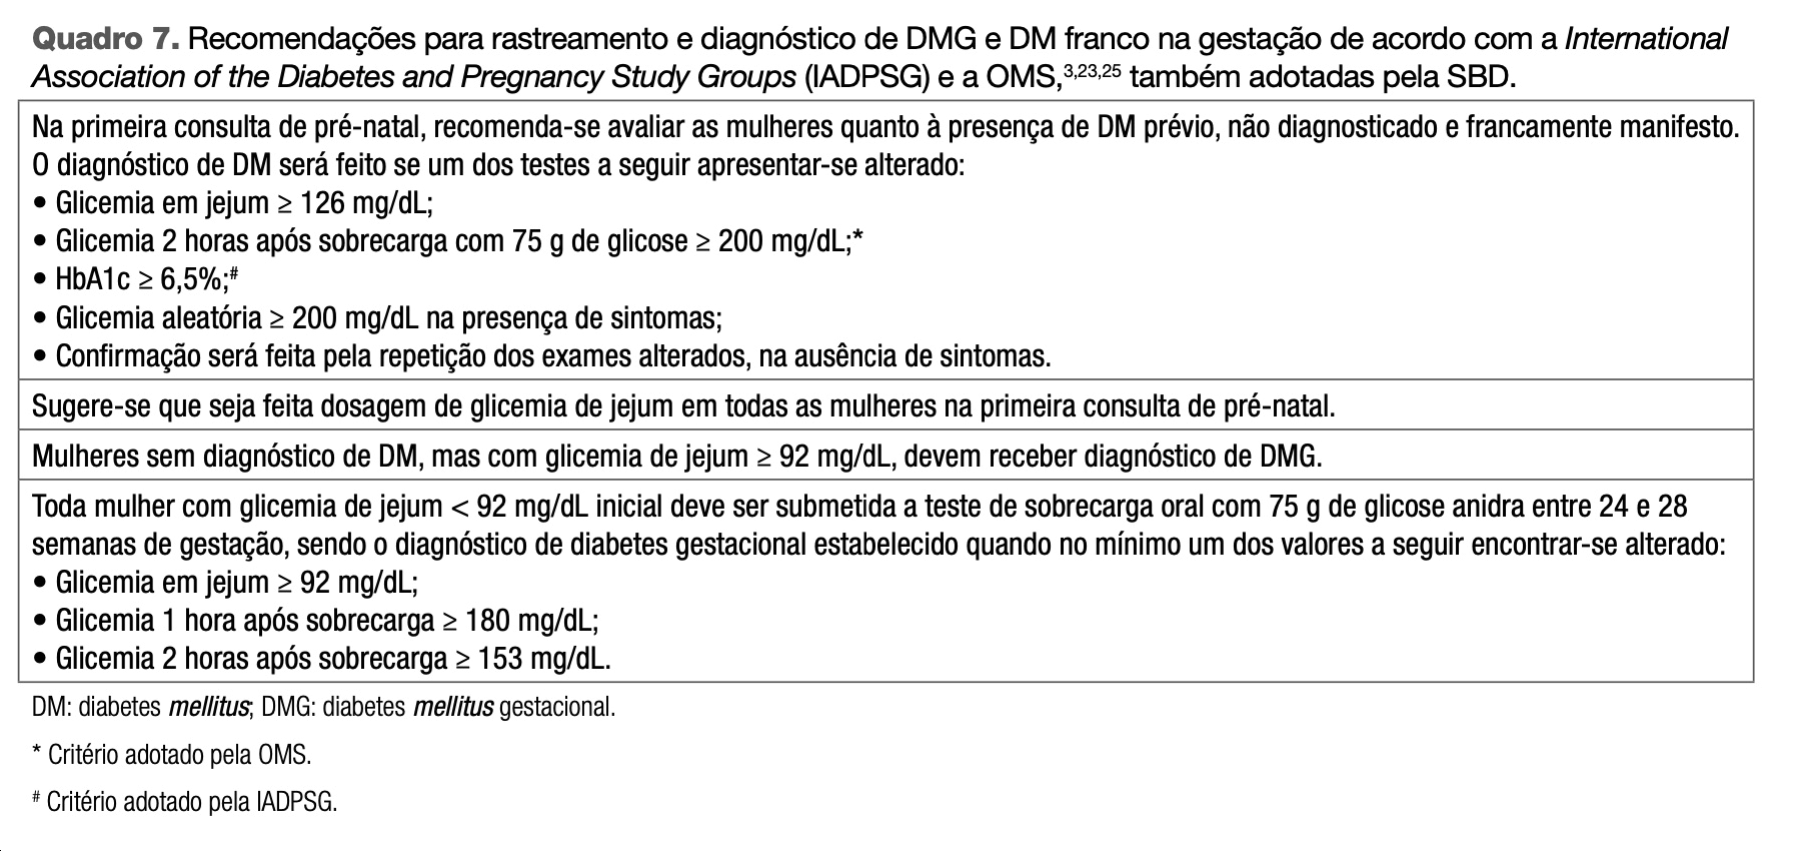 Quadro 7. Recomendações para rastreamento e diagnóstico de DMG e DM franco na gestação de acordo com a International
Association of the Diabetes and Pregnancy Study Groups (IADPSG) e a OMS,3,23,25 também adotadas pela SBD.
Na primeira consulta de pré-natal, recomenda-se avaliar as mulheres quanto à presença de DM prévio, não diagnosticado e francamente manifesto.
O diagnóstico de DM será feito se um dos testes a seguir apresentar-se alterado:
• Glicemia em jejum ≥ 126 mg/dL;
• Glicemia 2 horas após sobrecarga com 75 g de glicose ≥ 200 mg/dL;*
• HbA1c ≥ 6,5%;#
• Glicemia aleatória ≥ 200 mg/dL na presença de sintomas;
• Confirmação será feita pela repetição dos exames alterados, na ausência de sintomas.
Sugere-se que seja feita dosagem de glicemia de jejum em todas as mulheres na primeira consulta de pré-natal.
Mulheres sem diagnóstico de DM, mas com glicemia de jejum ≥ 92 mg/dL, devem receber diagnóstico de DMG.
Toda mulher com glicemia de jejum < 92 mg/dL inicial deve ser submetida a teste de sobrecarga oral com 75 g de glicose anidra entre 24 e 28
semanas de gestação, sendo o diagnóstico de diabetes gestacional estabelecido quando no mínimo um dos valores a seguir encontrar-se alterado:
• Glicemia em jejum ≥ 92 mg/dL;
• Glicemia 1 hora após sobrecarga ≥ 180 mg/dL;
• Glicemia 2 horas após sobrecarga ≥ 153 mg/dL.
DM: diabetes mellitus; DMG: diabetes mellitus gestacional.
* Critério adotado pela OMS.
# Critério adotado pela IADPSG.